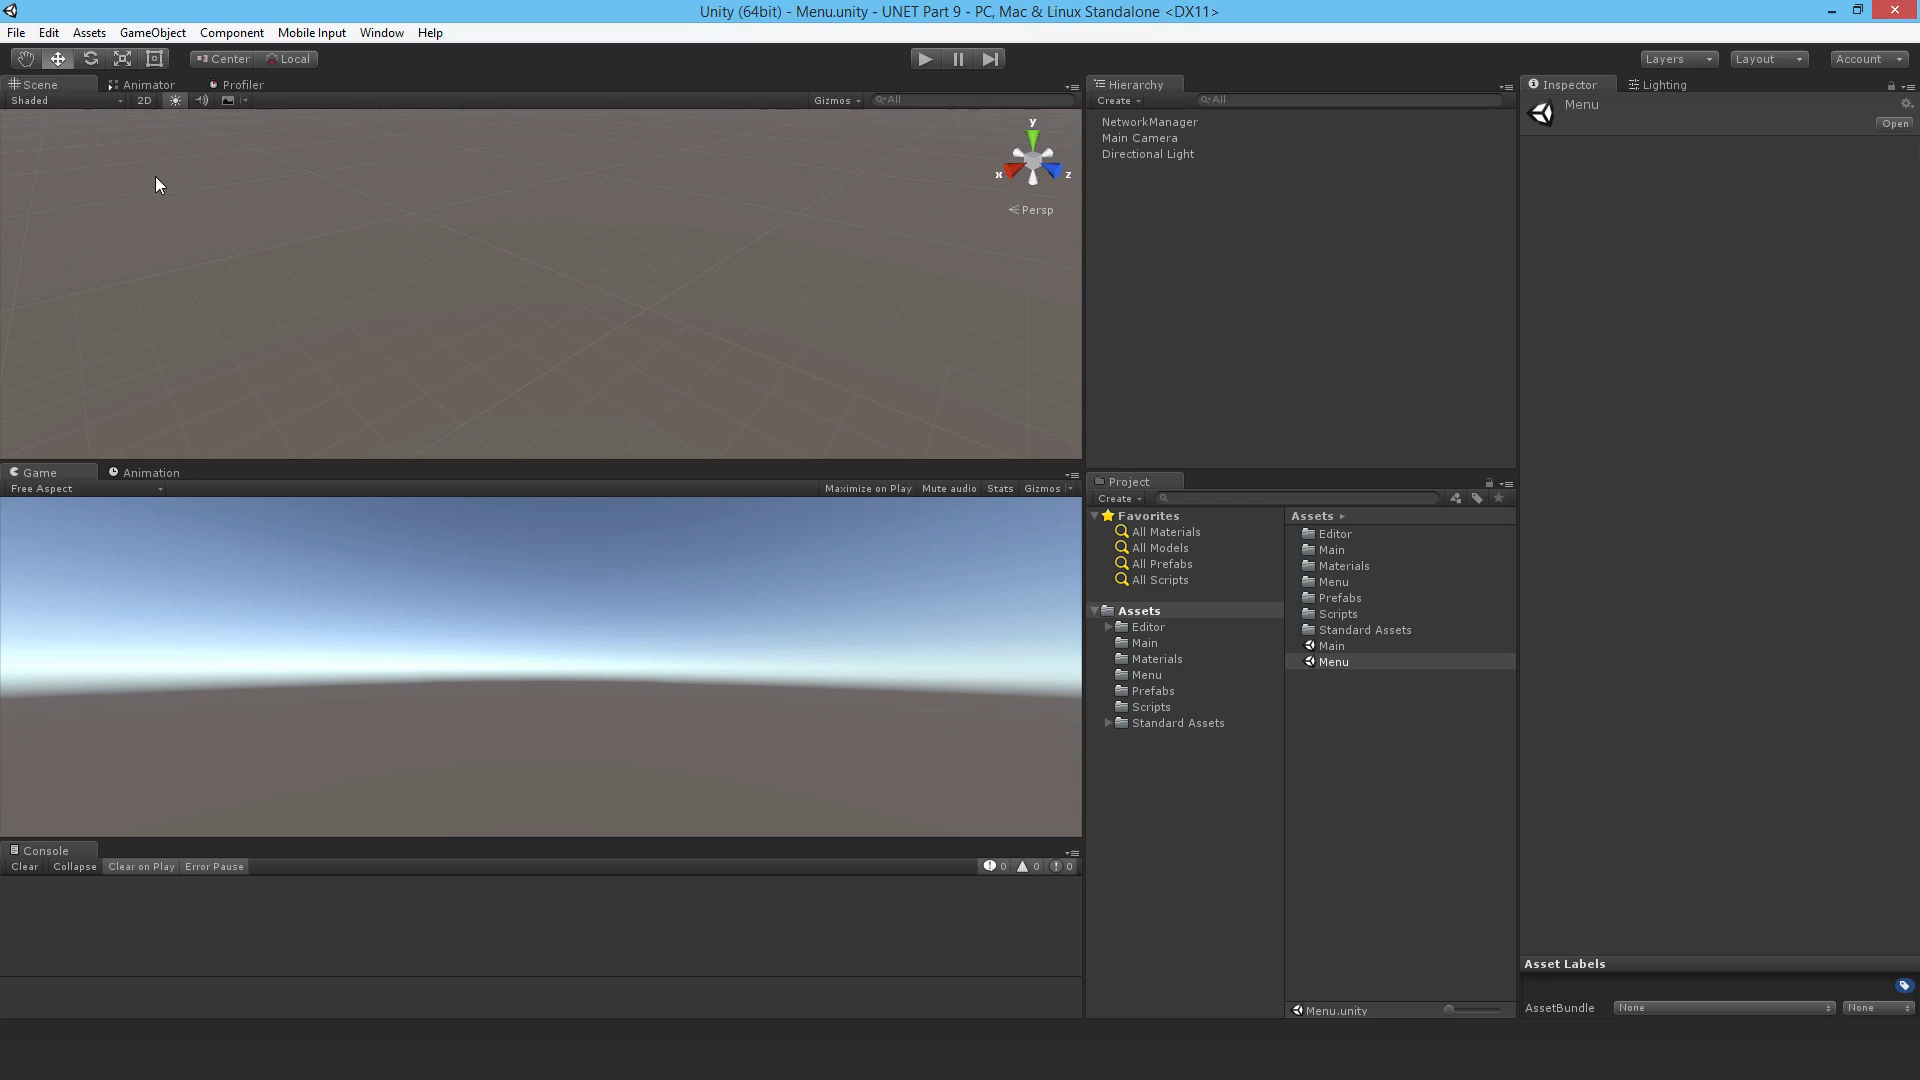 Unity (64bit) - Menu.unity - UNET Part 9 - PC, Mac & Linux Standalone <DX11>
File Edit Assets GameObject Component Mobile Input Window Help
Center Local
Layers Layout Account
Scene Animator Profiler
Shaded 2D Gizmos All
y
x z
Persp
Hierarchy
Create All
NetworkManager
Main Camera
Directional Light
Inspector Lighting
Menu
Open
Game Animation
Free Aspect Maximize on Play Mute audio Stats Gizmos
Project
Create
Favorites
All Materials
All Models
All Prefabs
All Scripts
Assets
Editor
Main
Materials
Menu
Prefabs
Scripts
Standard Assets
Assets
Editor
Main
Materials
Menu
Prefabs
Scripts
Standard Assets
Main
Menu
Menu.unity
Console
Clear Collapse Clear on Play Error Pause 0 0 0
Asset Labels
AssetBundle None None